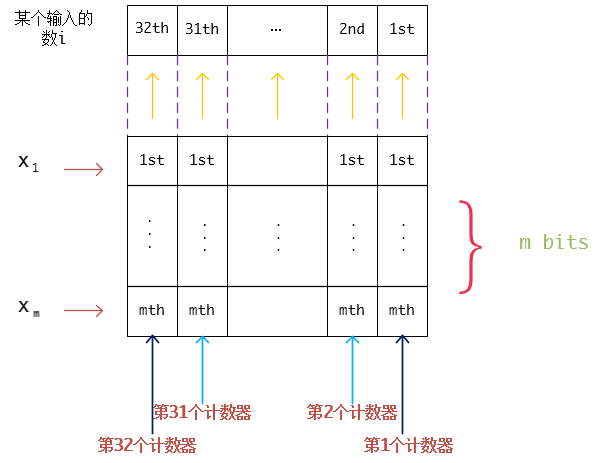 某个输入的
数i
32th 31th … 2nd 1st
x1 1st 1st 1st 1st
m bits
xm mth mth mth mth
第31个计数器 第2个计数器
第32个计数器 第1个计数器